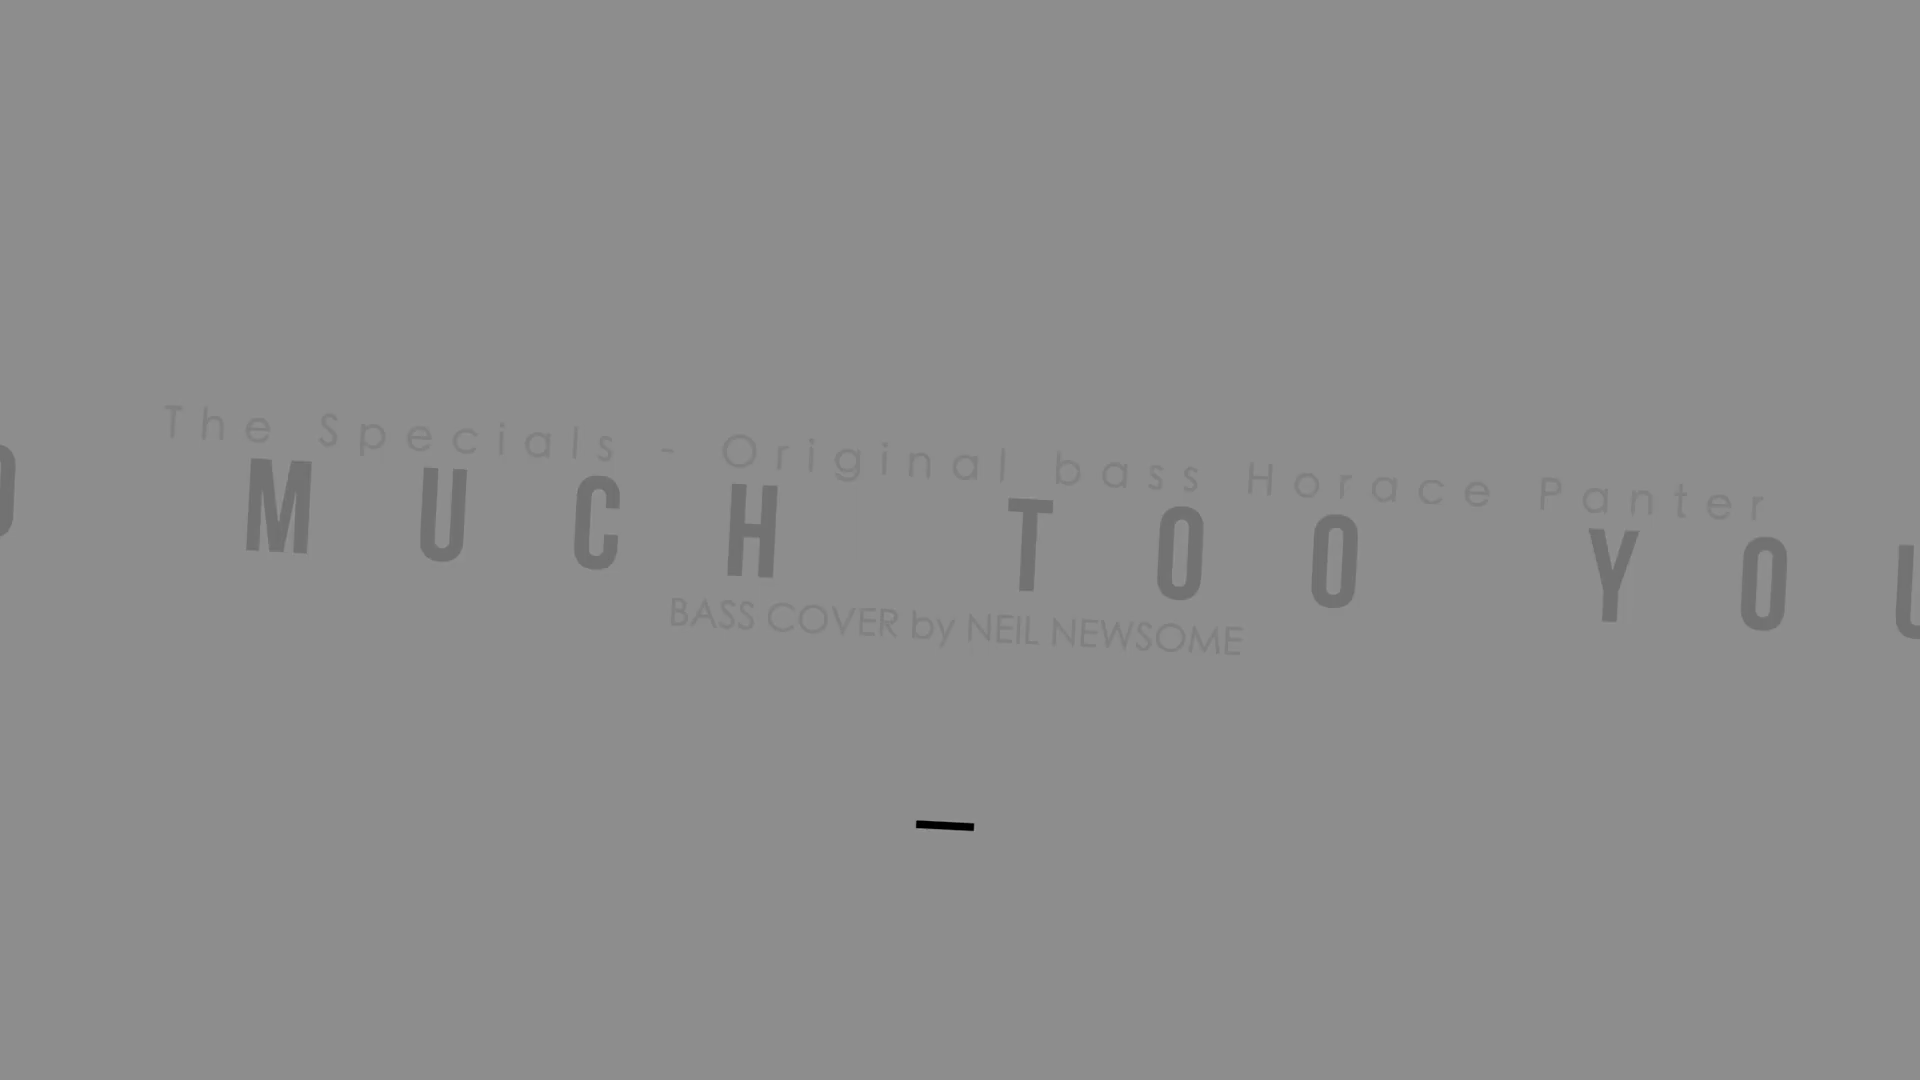 The Specials - Original bass Horace Panter
O MUCH TOO YOU
BASS COVER by NEIL NEWSOME